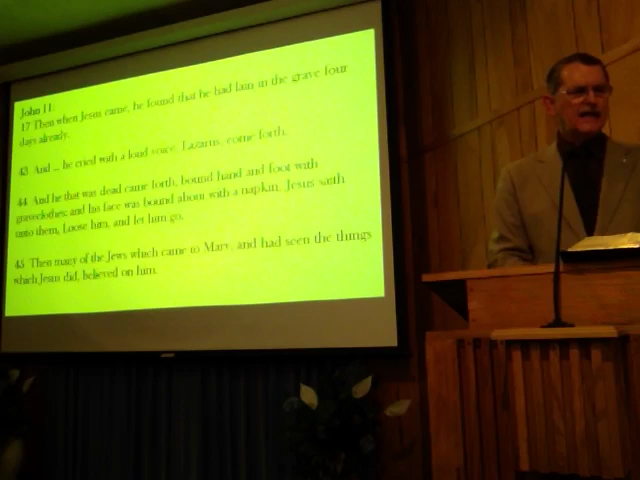 John 11:
17 Then when Jesus came, he found that he had lain in the grave four
days already.
43 And ... he cried with a loud voice, Lazarus, come forth.
44 And he that was dead came forth, bound hand and foot with
graveclothes: and his face was bound about with a napkin. Jesus saith
unto them, Loose him, and let him go.
45 Then many of the Jews which came to Mary, and had seen the things
which Jesus did, believed on him.